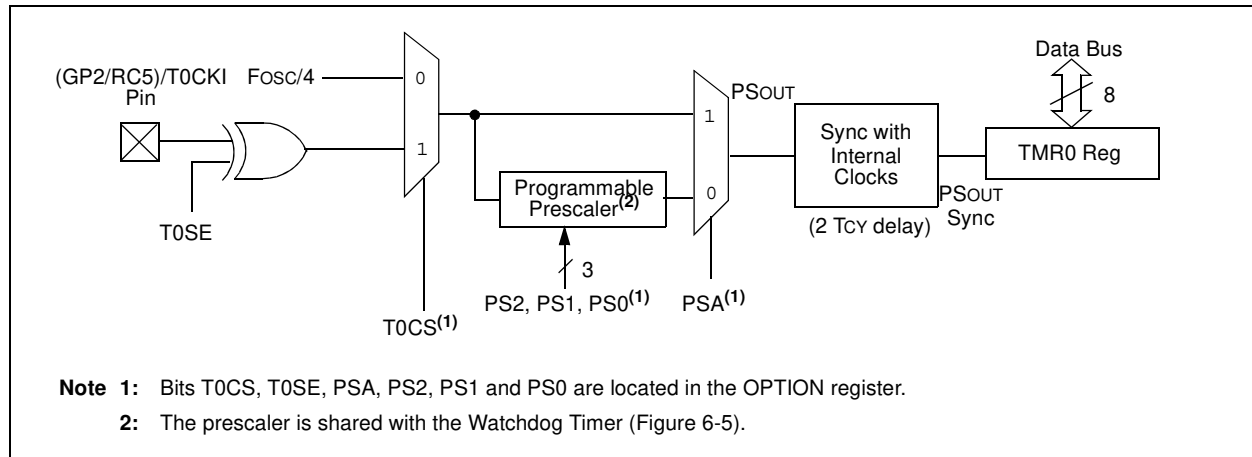 Data Bus
(GP2/RC5)/T0CKI
Pin
FOSC/4
0
1
T0SE
T0CS(1)
Programmable
Prescaler(2)
3
PS2, PS1, PS0(1)
1
0
PSA(1)
PSOUT
Sync with
Internal
Clocks
(2 TCY delay)
PSOUT
Sync
8
TMR0 Reg
Note 1: Bits T0CS, T0SE, PSA, PS2, PS1 and PS0 are located in the OPTION register.
2: The prescaler is shared with the Watchdog Timer (Figure 6-5).